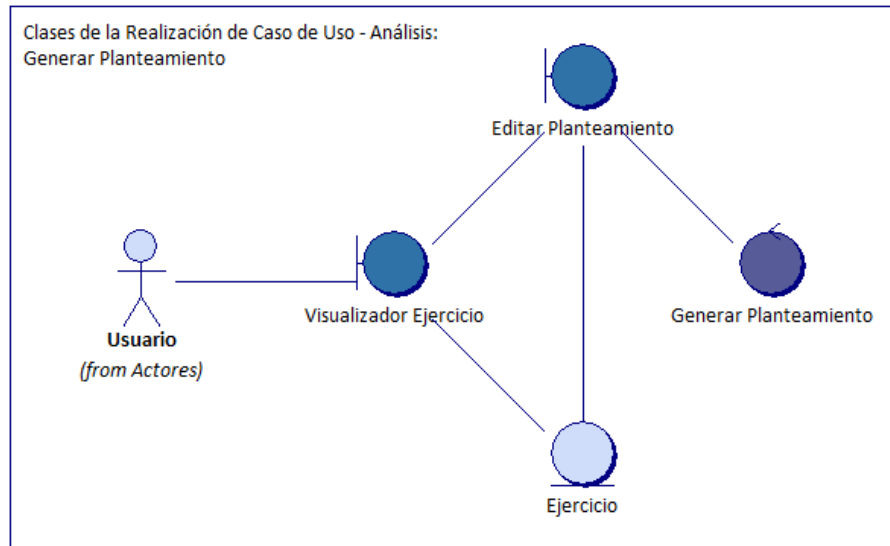 Clases de la Realización de Caso de Uso - Análisis:
Generar Planteamiento
Editar Planteamiento
Visualizador Ejercicio
Generar Planteamiento
Usuario
(from Actores)
Ejercicio